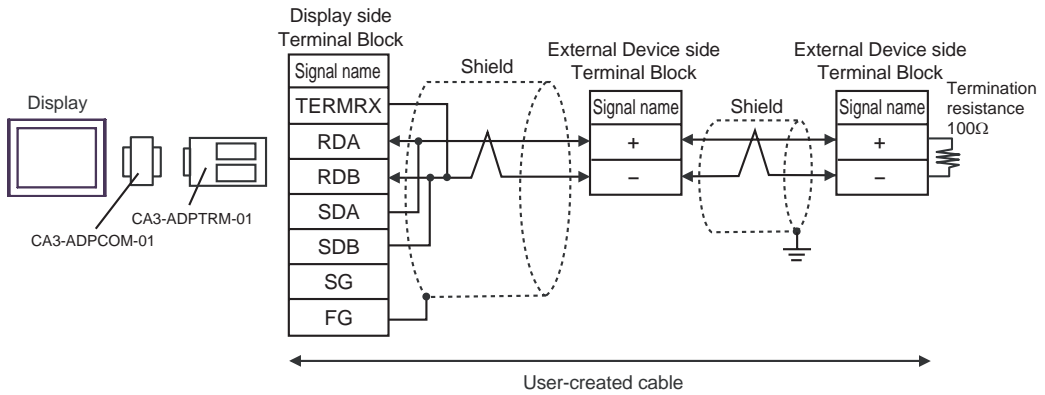 Display side
Terminal Block
Signal name
TERMRX
RDA
RDB
SDA
SDB
SG
FG
Shield
External Device side
Terminal Block
Signal name
+
−
Shield
External Device side
Terminal Block
Signal name
+
−
Termination
resistance
100Ω
Display
CA3-ADPTRM-01
CA3-ADPCOM-01
User-created cable